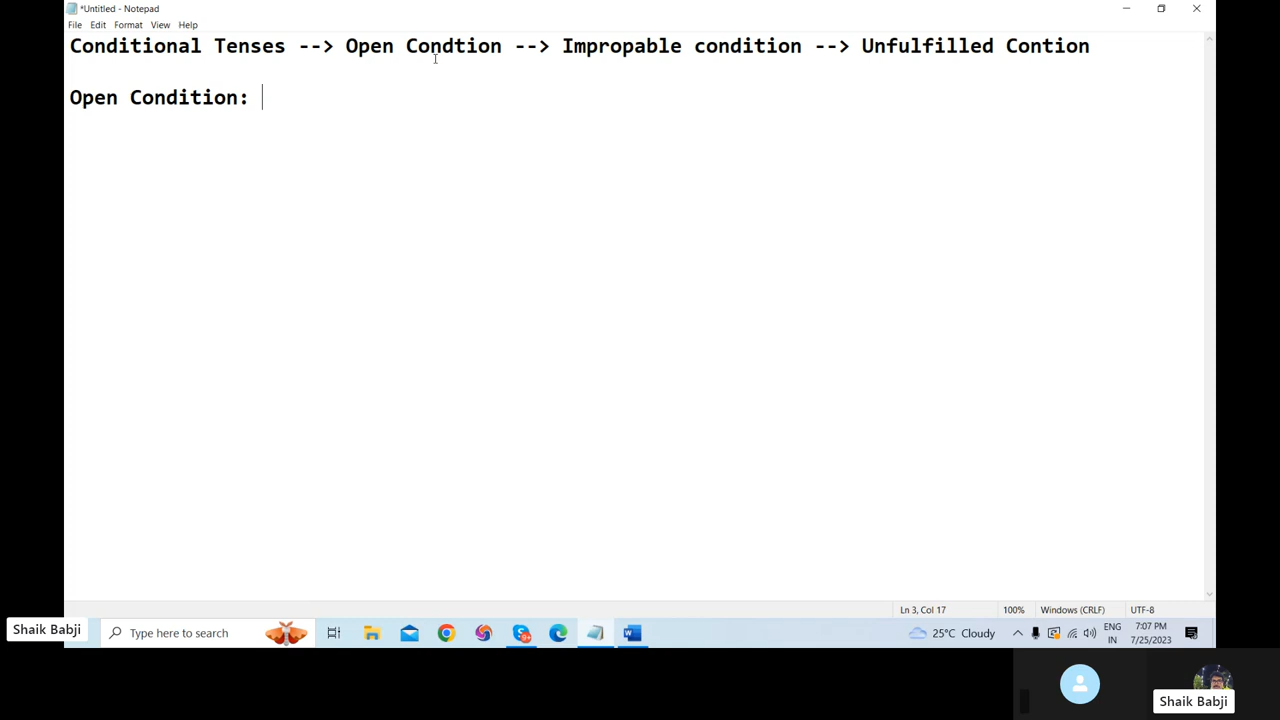 *Untitled - Notepad
File Edit Format View Help
Conditional Tenses --> Open Condtion --> Impropable condition --> Unfulfilled Contion
Open Condition:
Ln 3, Col 17 100% Windows (CRLF) UTF-8
Shaik Babji
Type here to search
9+
25°C Cloudy
ENG
IN
7:07 PM
7/25/2023
Shaik Babji